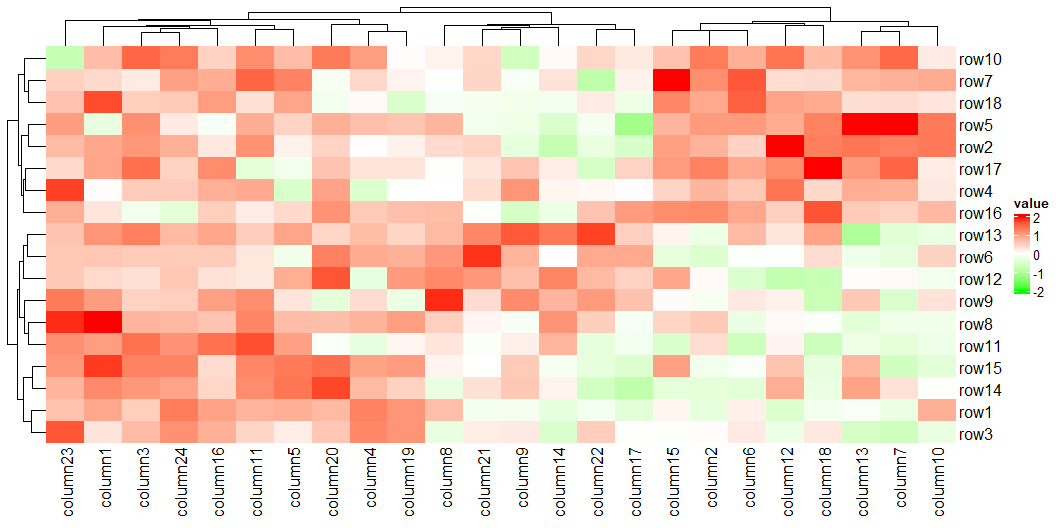 row10
row7
row18
row5
row2
row17
row4
row16
row13
row6
row12
row9
row8
row11
row15
row14
row1
row3
value
2
1
0
-1
-2
column23
column1
column3
column24
column16
column11
column5
column20
column4
column19
column8
column21
column9
column14
column22
column17
column15
column2
column6
column12
column18
column13
column7
column10